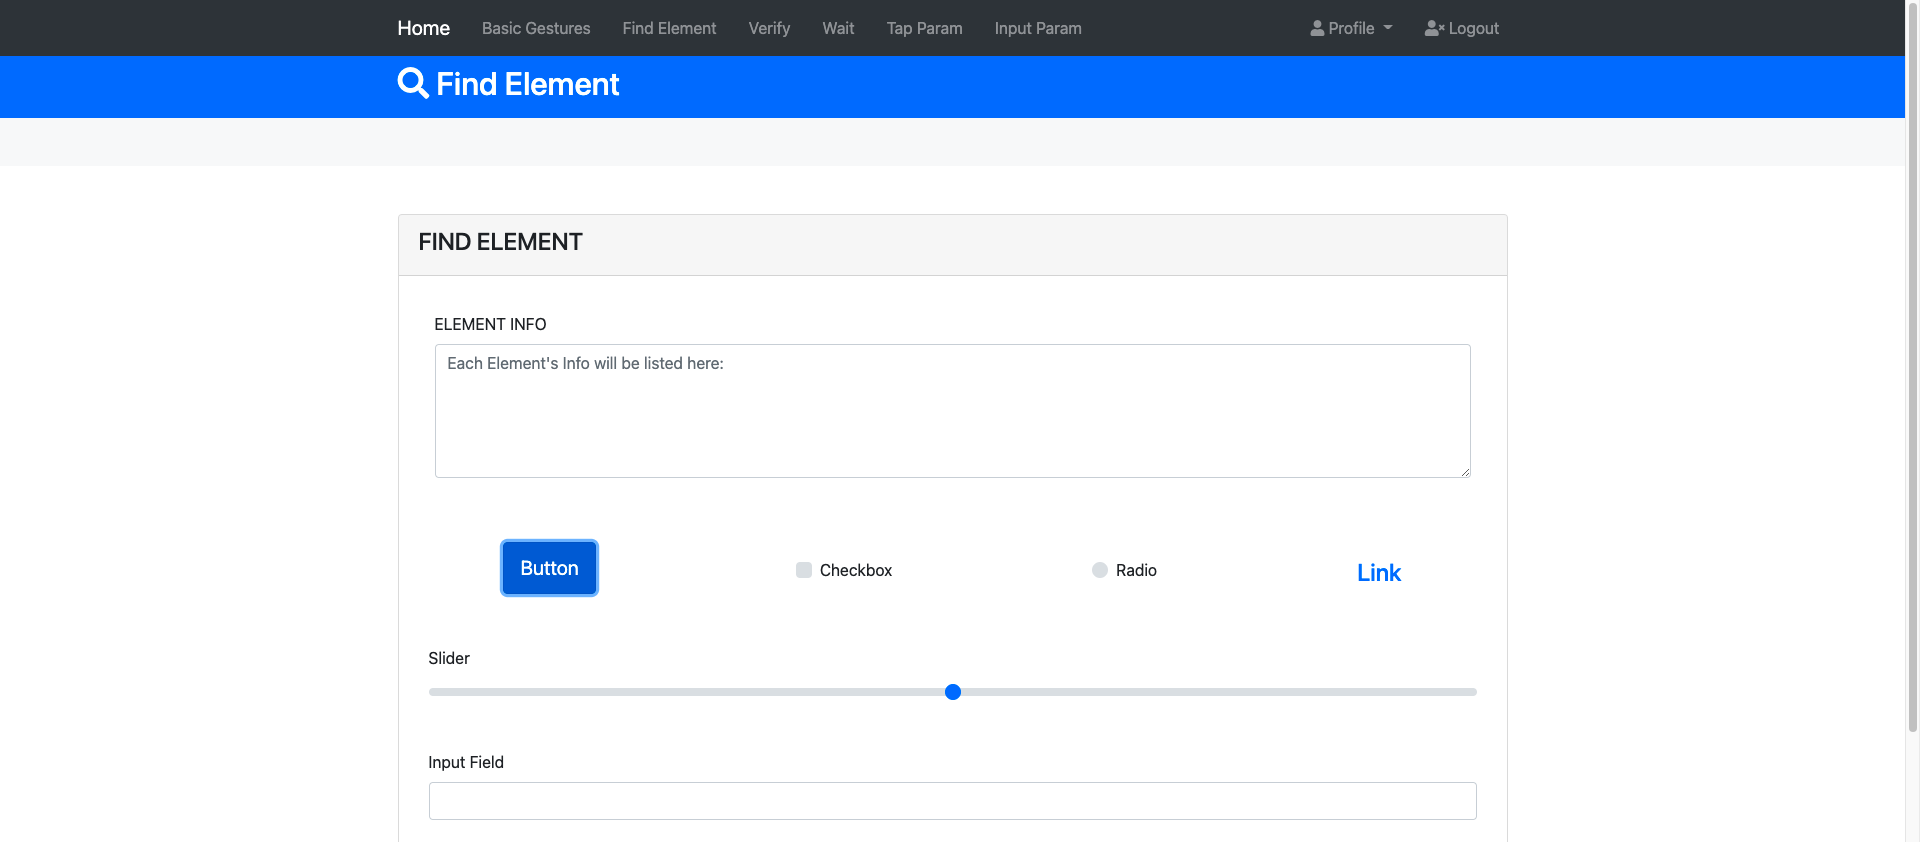 Home Basic Gestures Find Element Verify Wait Tap Param Input Param Profile Logout
Find Element
FIND ELEMENT
ELEMENT INFO
Each Element's Info will be listed here:
Button Checkbox Radio Link
Slider
Input Field